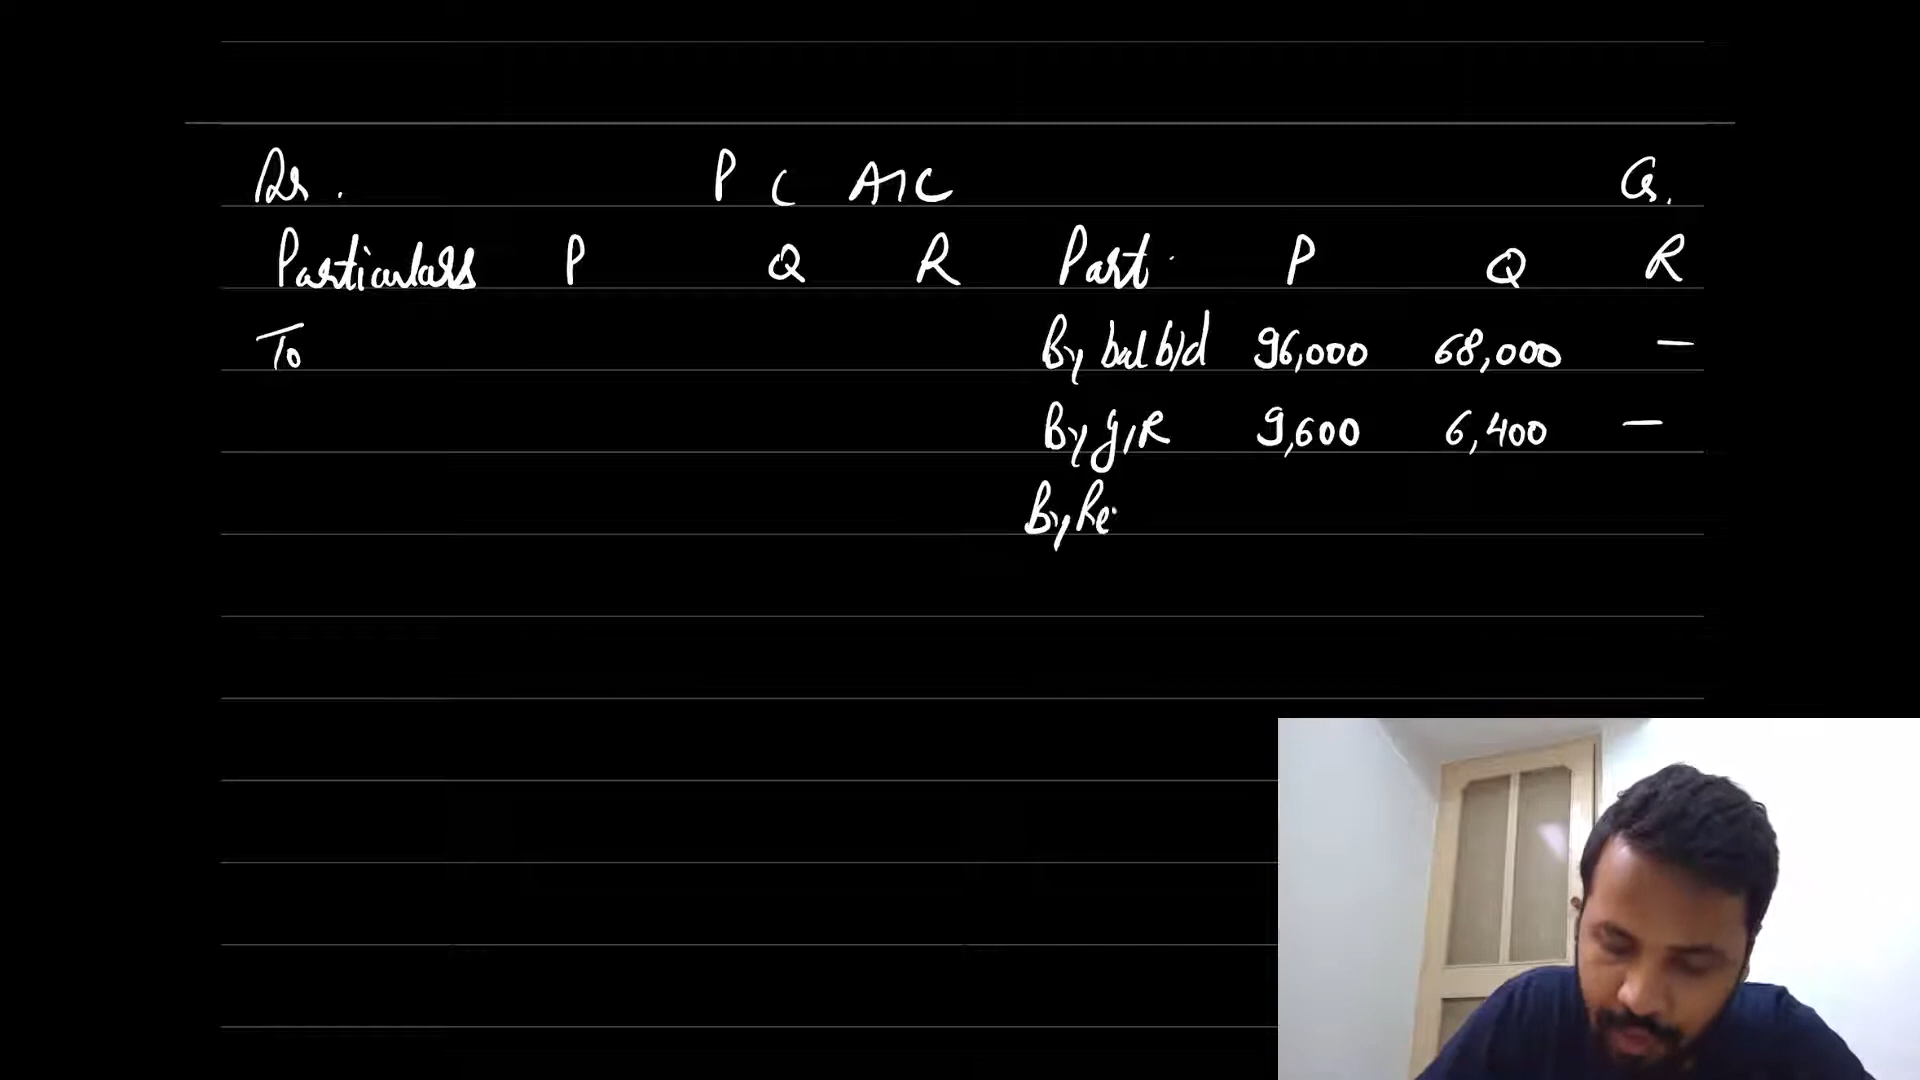 Dr. P C A/C Cr.
Particulars P Q R Part. P Q R
To By bal b/d 96,000 68,000 —
By G/R 9,600 6,400 —
By Re